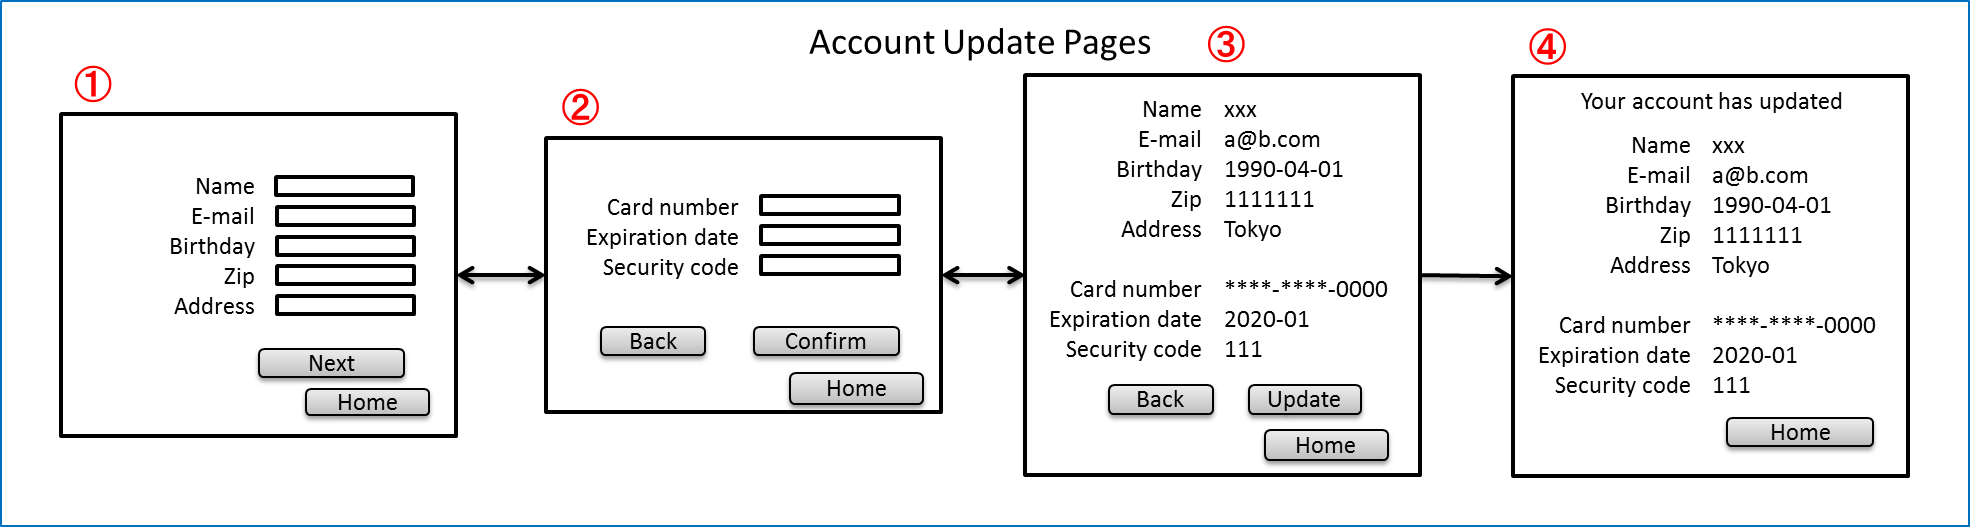 Account Update Pages
①
Name
E-mail
Birthday
Zip
Address
Next
Home
②
Card number
Expiration date
Security code
Back Confirm
Home
③
Name xxx
E-mail a@b.com
Birthday 1990-04-01
Zip 1111111
Address Tokyo
Card number ****-****-0000
Expiration date 2020-01
Security code 111
Back Update
Home
④
Your account has updated
Name xxx
E-mail a@b.com
Birthday 1990-04-01
Zip 1111111
Address Tokyo
Card number ****-****-0000
Expiration date 2020-01
Security code 111
Home